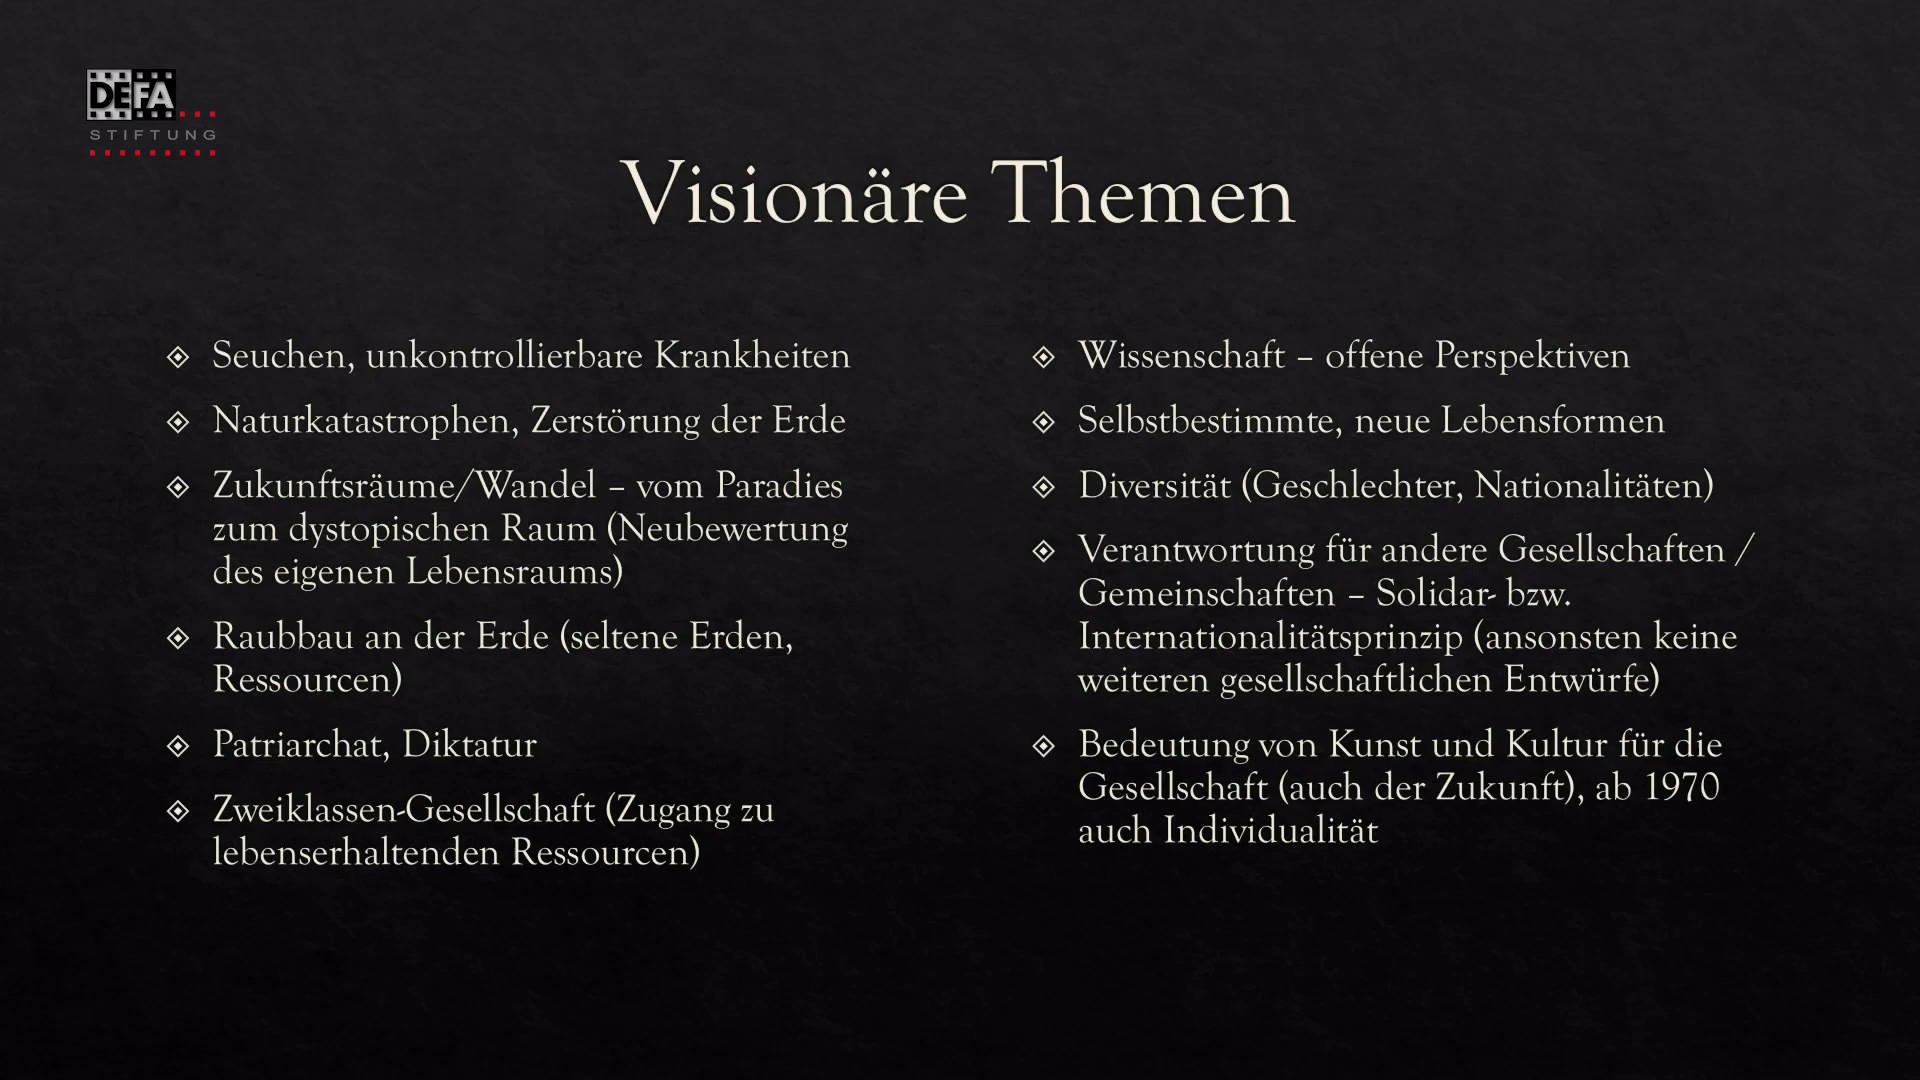 DEFA
STIFTUNG
Visionäre Themen
Seuchen, unkontrollierbare Krankheiten
Naturkatastrophen, Zerstörung der Erde
Zukunftsräume/Wandel – vom Paradies
zum dystopischen Raum (Neubewertung
des eigenen Lebensraums)
Raubbau an der Erde (seltene Erden,
Ressourcen)
Patriarchat, Diktatur
Zweiklassen-Gesellschaft (Zugang zu
lebenserhaltenden Ressourcen)
Wissenschaft – offene Perspektiven
Selbstbestimmte, neue Lebensformen
Diversität (Geschlechter, Nationalitäten)
Verantwortung für andere Gesellschaften /
Gemeinschaften – Solidar- bzw.
Internationalitätsprinzip (ansonsten keine
weiteren gesellschaftlichen Entwürfe)
Bedeutung von Kunst und Kultur für die
Gesellschaft (auch der Zukunft), ab 1970
auch Individualität